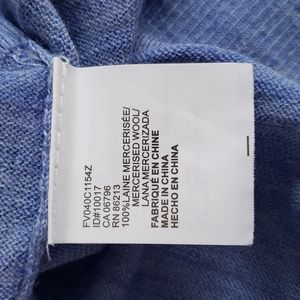 FV040C1154Z
ID#10017
CA 06796
RN 86213
100%LAINE MERCERISÉE/
MERCERISED WOOL/
LANA MERCERIZADA
FABRIQUÉ EN CHINE
MADE IN CHINA
HECHO EN CHINA